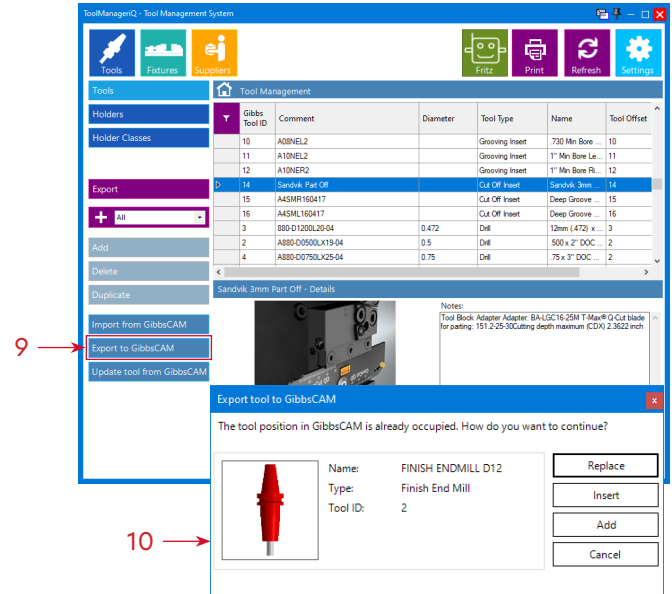 ToolManageriQ - Tool Management System
Tools
Fixtures
Suppliers
Fritz
Print
Refresh
Settings
Tools
Tool Management
Holders
Holder Classes
Export
All
Add
Delete
Duplicate
Import from GibbsCAM
Export to GibbsCAM
Update tool from GibbsCAM
Gibbs Tool ID Comment Diameter Tool Type Name Tool Offset
10 A08NEL2 Grooving Insert .730 Min Bore ... 10
11 A10NEL2 Grooving Insert 1" Min Bore Le... 11
12 A10NER2 Grooving Insert 1" Min Bore Ri... 12
14 Sandvik Part Off Cut Off Insert Sandvik 3mm ... 14
15 A4SMR160417 Cut Off Insert Deep Groove ... 15
16 A4SML160417 Cut Off Insert Deep Groove ... 16
3 880-D1200L20-04 0.472 Drill 12mm (.472) x ... 3
2 A880-D0500LX19-04 0.5 Drill .500 x 2" DOC ... 2
4 A880-D0750LX25-04 0.75 Drill .75 x 3" DOC ... 4
Sandvik 3mm Part Off - Details
Notes:
Tool Block Adapter Adapter: BA-LGC16-25M T-Max® Q-Cut blade
for parting: 151.2-25-30Cutting depth maximum (CDX) 2.3622 inch
9
Export tool to GibbsCAM
x
The tool position in GibbsCAM is already occupied. How do you want to continue?
Name: FINISH ENDMILL D12
Type: Finish End Mill
Tool ID: 2
Replace
Insert
Add
Cancel
10